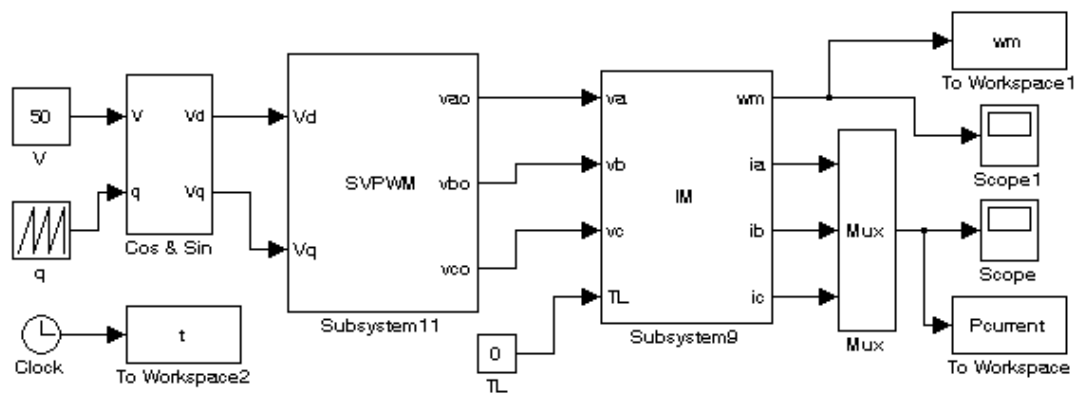 50
V
q
V
q
Vd
Vq
Cos & Sin
Clock
t
To Workspace2
Vd
Vq
SVPWM
vao
vbo
vco
Subsystem11
0
TL
va
vb
vc
TL
IM
wm
ia
ib
ic
Subsystem9
Mux
Mux
wm
To Workspace1
Scope1
Scope
Pcurrent
To Workspace